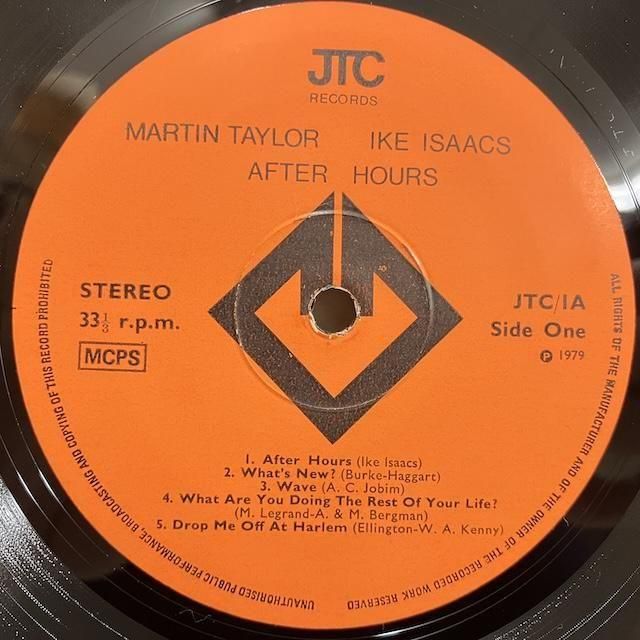 JTC
RECORDS
MARTIN TAYLOR IKE ISAACS
AFTER HOURS
STEREO
33⅓ r.p.m.
MCPS
JTC/1A
Side One
℗ 1979
1. After Hours (Ike Isaacs)
2. What's New? (Burke-Haggart)
3. Wave (A. C. Jobim)
4. What Are You Doing The Rest Of Your Life?
(M. Legrand-A. & M. Bergman)
5. Drop Me Off At Harlem (Ellington-W. A. Kenny)
ALL RIGHTS OF THE MANUFACTURER AND OF THE OWNER OF THE RECORDED WORK RESERVED
UNAUTHORISED PUBLIC PERFORMANCE, BROADCASTING AND COPYING OF THIS RECORD PROHIBITED